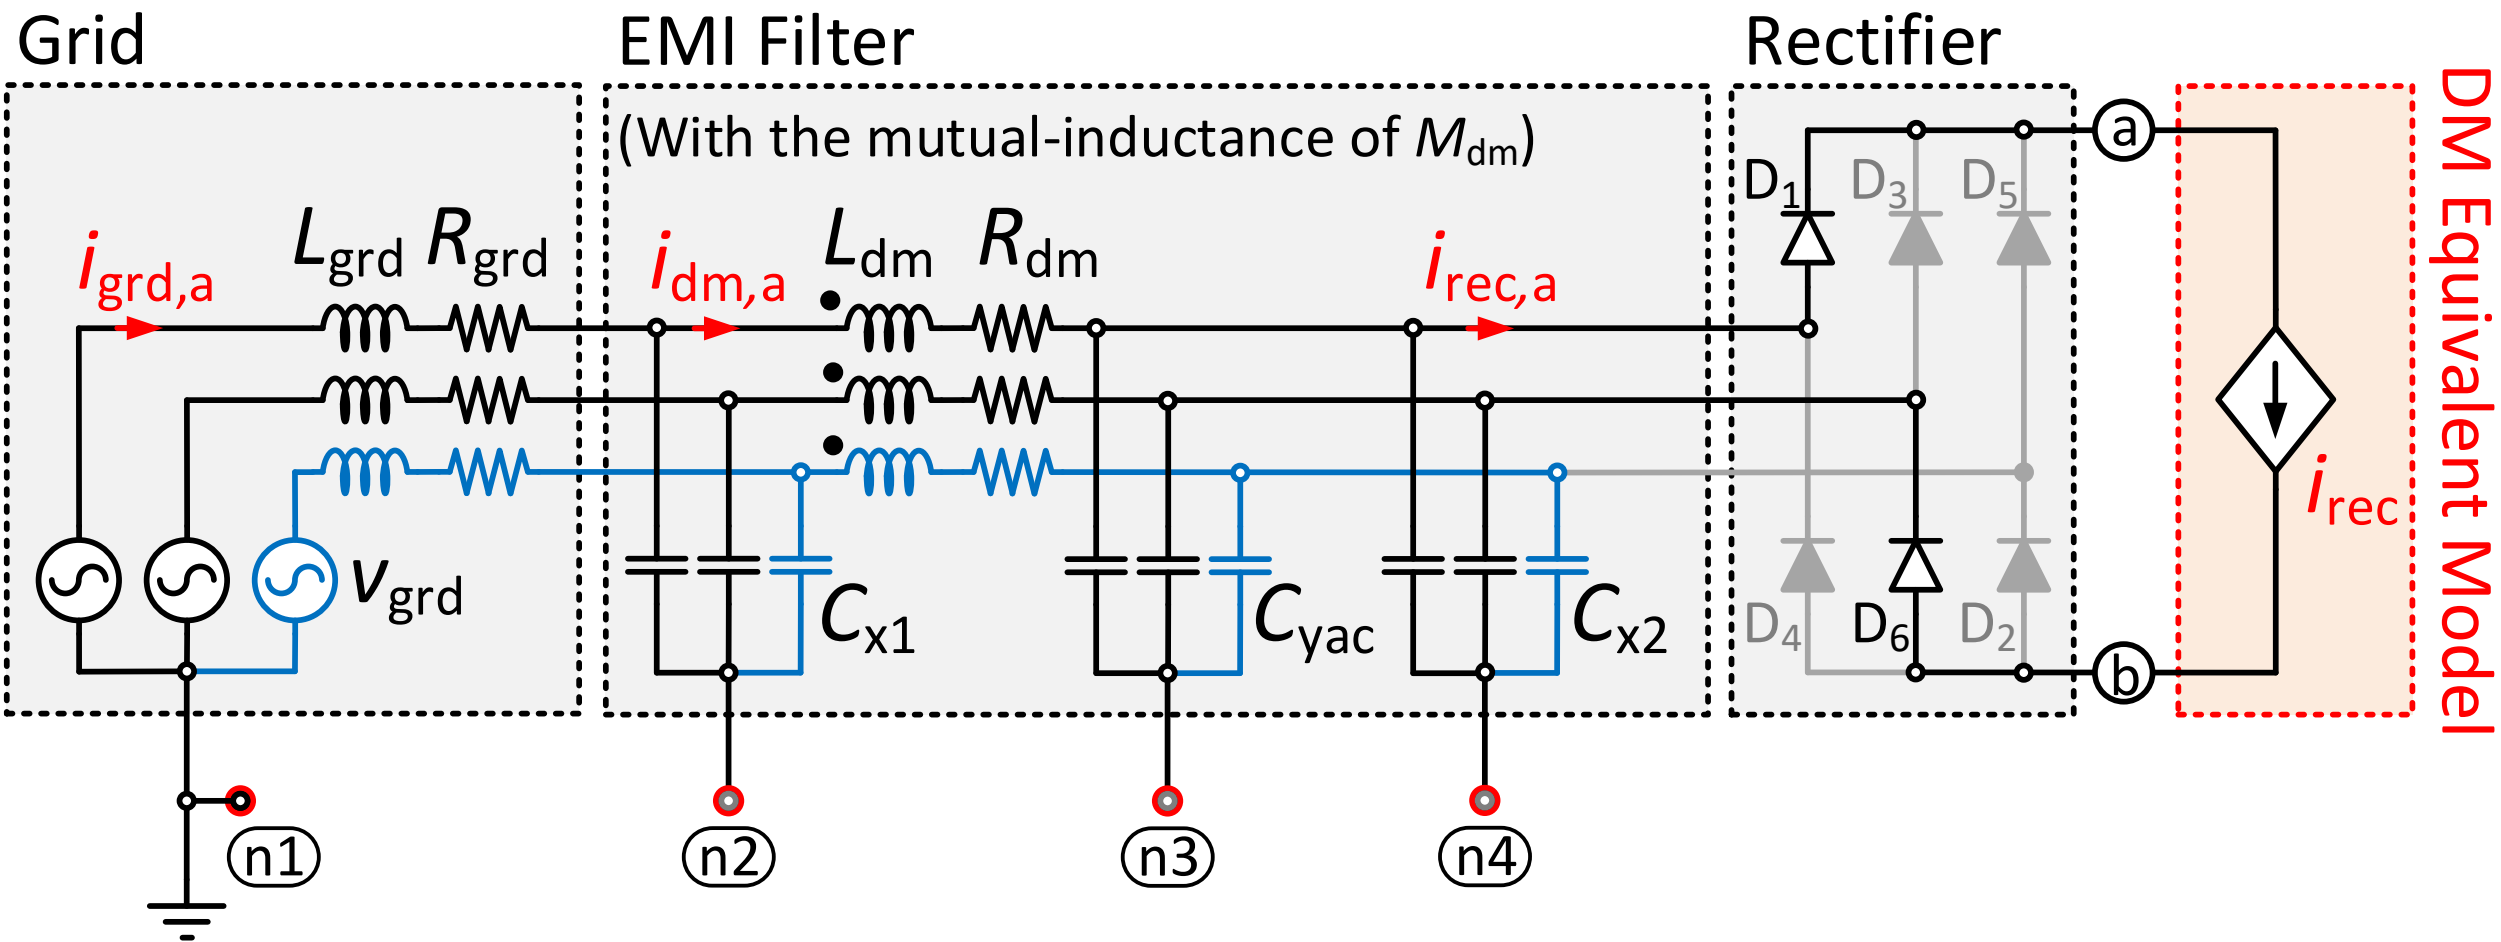 Grid
EMI Filter
Rectifier
(With the mutual-inductance of Mdm)
igrd, a
Lgrd
Rgrd
idm, a
Ldm
Rdm
irec, a
D1
D3
D5
a
vgrd
Cx1
Cyac
Cx2
D4
D6
D2
b
irec
DM Equivalent Model
n1
n2
n3
n4